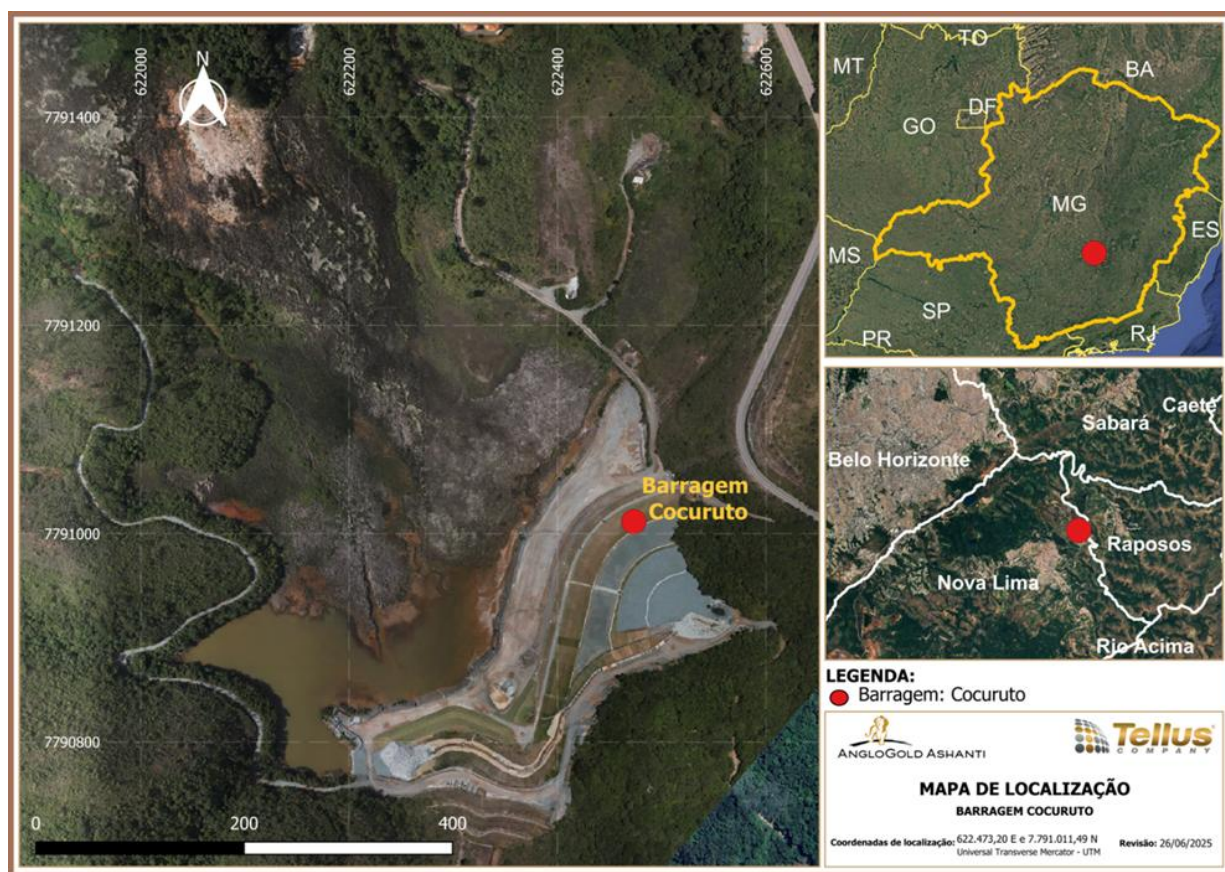 622000
622200
622400
622600
N
7791400
7791200
7791000
7790800
Barragem
Cocuruto
0
200
400
TO
MT
BA
DF
GO
MG
ES
MS
SP
PR
RJ
Caeté
Sabará
Belo Horizonte
Raposos
Nova Lima
Rio Acima
LEGENDA:
Barragem: Cocuruto
ANGLOGOLD ASHANTI
Tellus
COMPANY
MAPA DE LOCALIZAÇÃO
BARRAGEM COCURUTO
Coordenadas de localização: 622.473,20 E e 7.791.011,49 N
Universal Transverse Mercator - UTM
Revisão: 26/06/2025